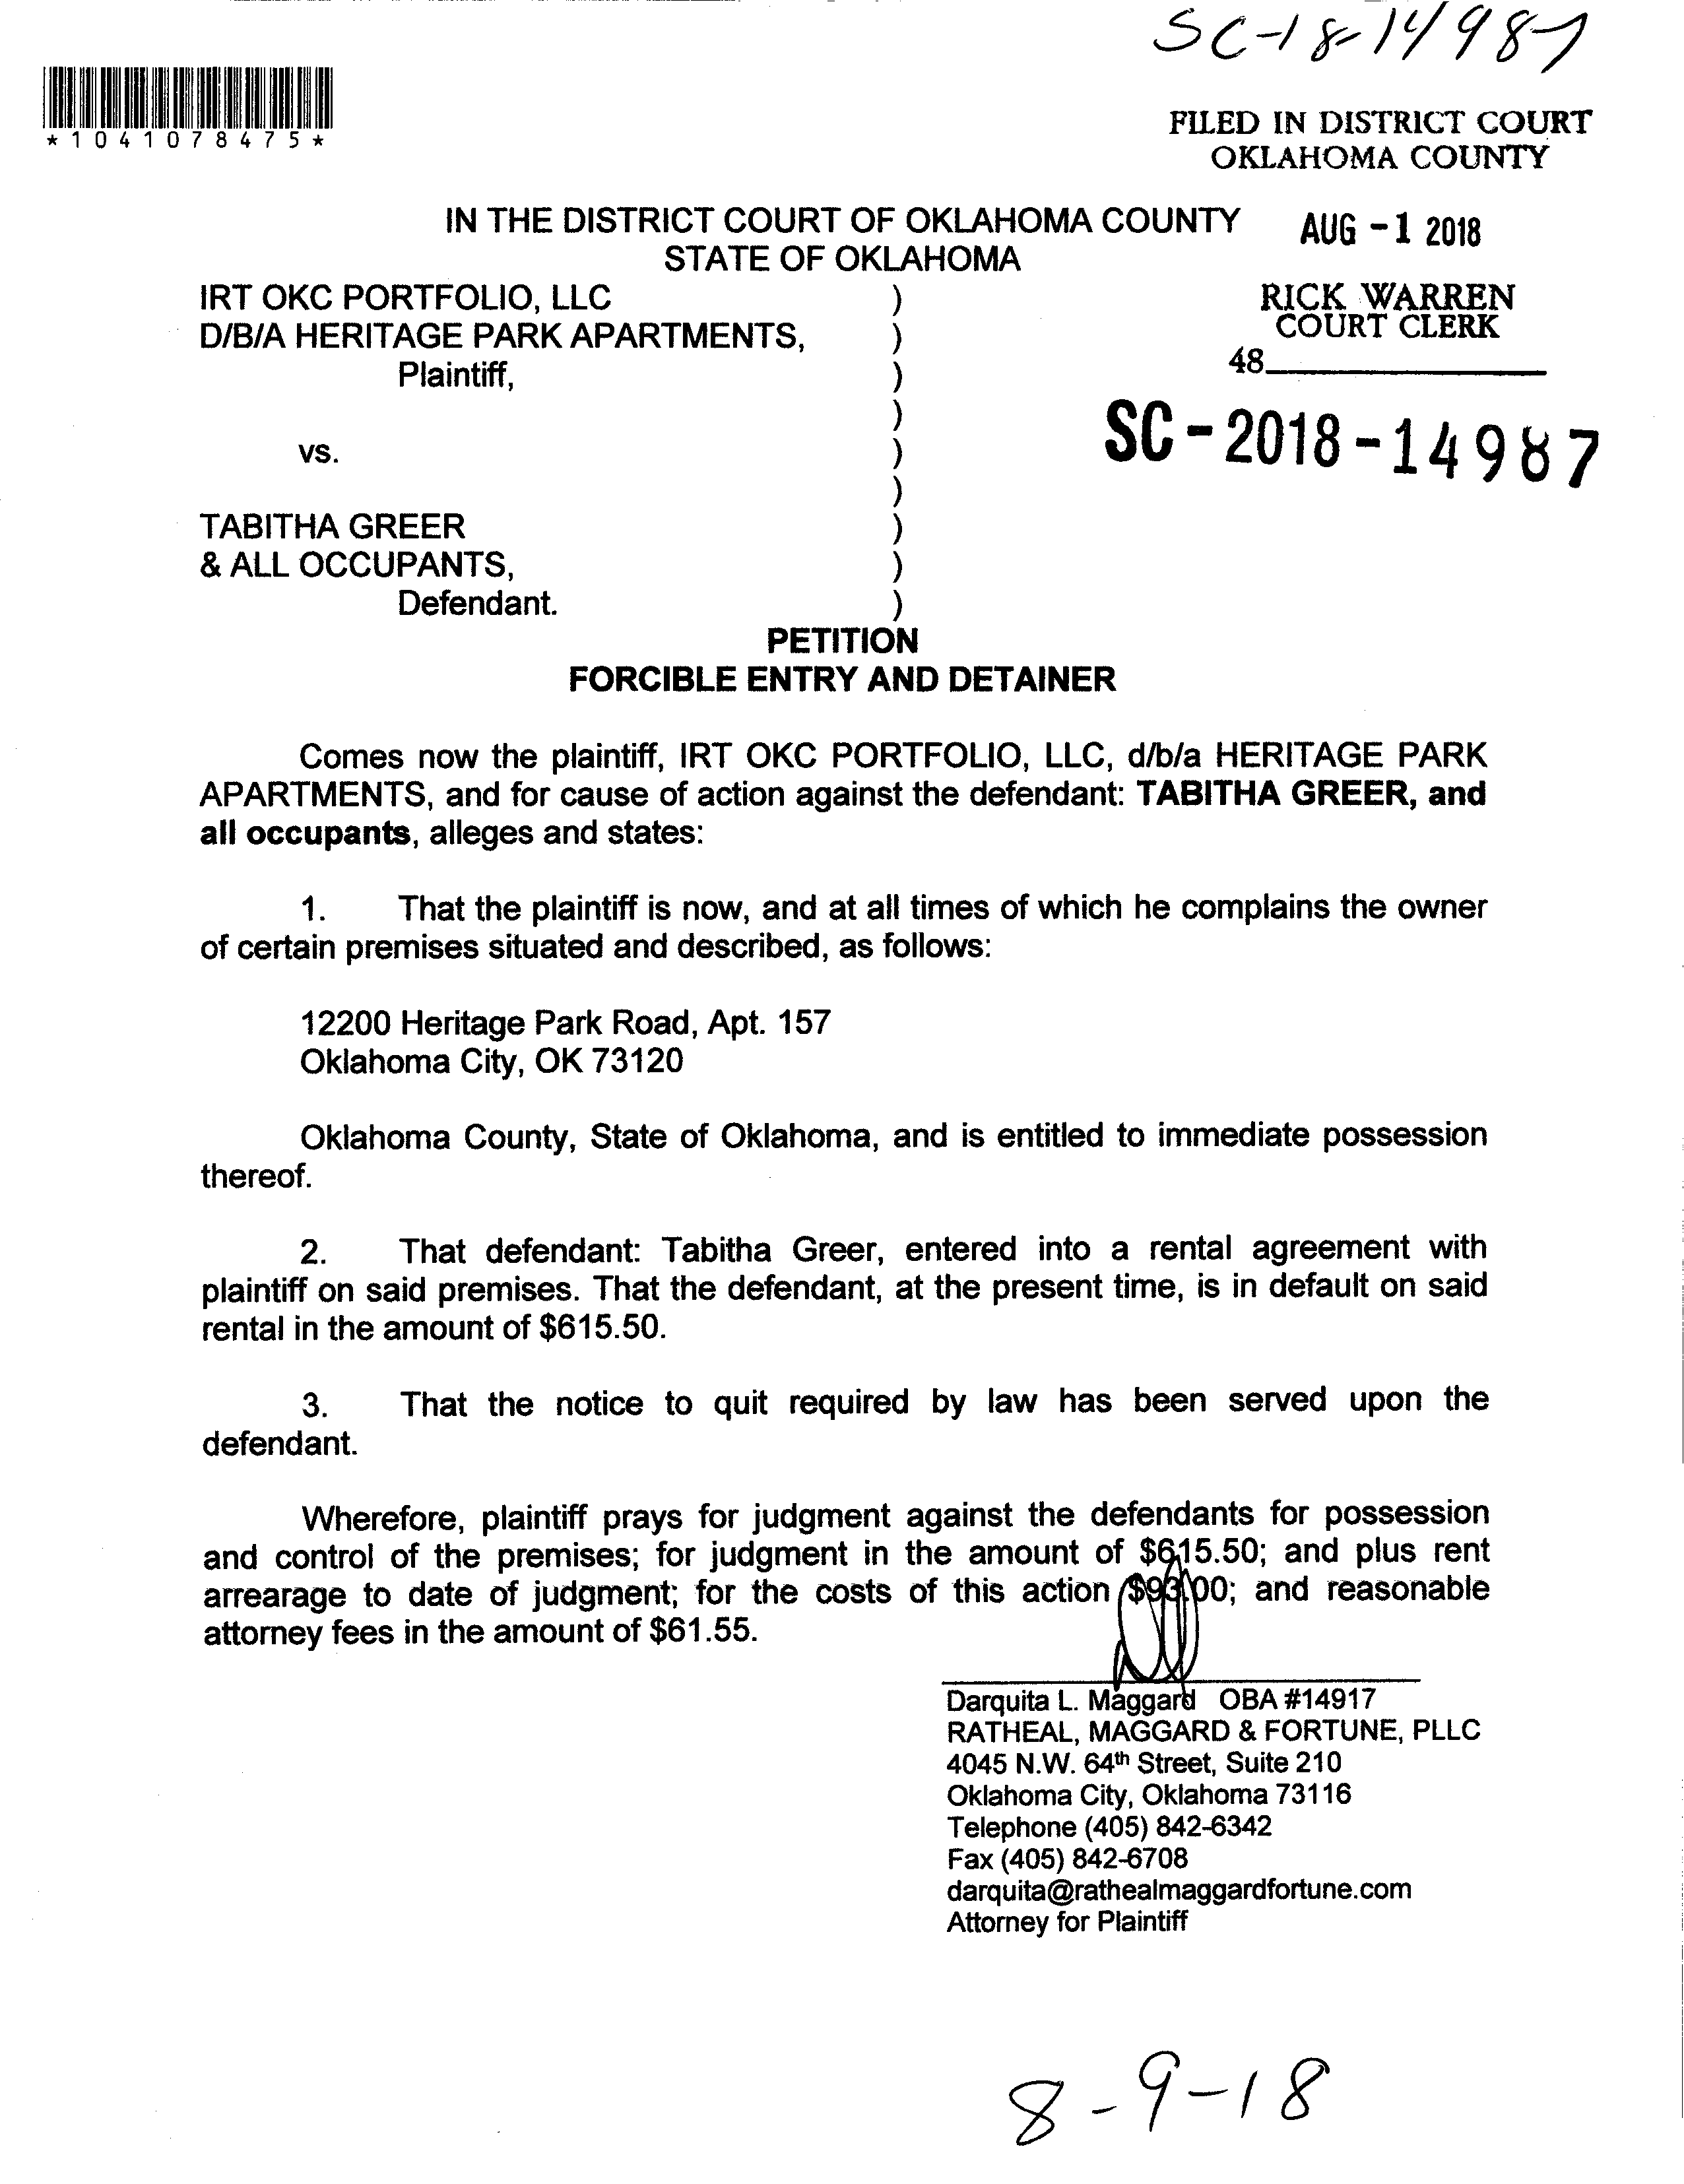 SC-18-14987
*1041078475*
FILED IN DISTRICT COURT
OKLAHOMA COUNTY
IN THE DISTRICT COURT OF OKLAHOMA COUNTY
STATE OF OKLAHOMA
AUG -1 2018
IRT OKC PORTFOLIO, LLC )
D/B/A HERITAGE PARK APARTMENTS, )
Plaintiff, )
)
vs. )
)
TABITHA GREER )
& ALL OCCUPANTS, )
Defendant. )
RICK WARREN
COURT CLERK
48
SC-2018-14987
PETITION
FORCIBLE ENTRY AND DETAINER
Comes now the plaintiff, IRT OKC PORTFOLIO, LLC, d/b/a HERITAGE PARK
APARTMENTS, and for cause of action against the defendant: TABITHA GREER, and
all occupants, alleges and states:
1. That the plaintiff is now, and at all times of which he complains the owner
of certain premises situated and described, as follows:
12200 Heritage Park Road, Apt. 157
Oklahoma City, OK 73120
Oklahoma County, State of Oklahoma, and is entitled to immediate possession
thereof.
2. That defendant: Tabitha Greer, entered into a rental agreement with
plaintiff on said premises. That the defendant, at the present time, is in default on said
rental in the amount of $615.50.
3. That the notice to quit required by law has been served upon the
defendant.
Wherefore, plaintiff prays for judgment against the defendants for possession
and control of the premises; for judgment in the amount of $615.50; and plus rent
arrearage to date of judgment; for the costs of this action $93.00; and reasonable
attorney fees in the amount of $61.55.
Darquita L. Maggard OBA #14917
RATHEAL, MAGGARD & FORTUNE, PLLC
4045 N.W. 64th Street, Suite 210
Oklahoma City, Oklahoma 73116
Telephone (405) 842-6342
Fax (405) 842-6708
darquita@rathealmaggardfortune.com
Attorney for Plaintiff
8-9-18